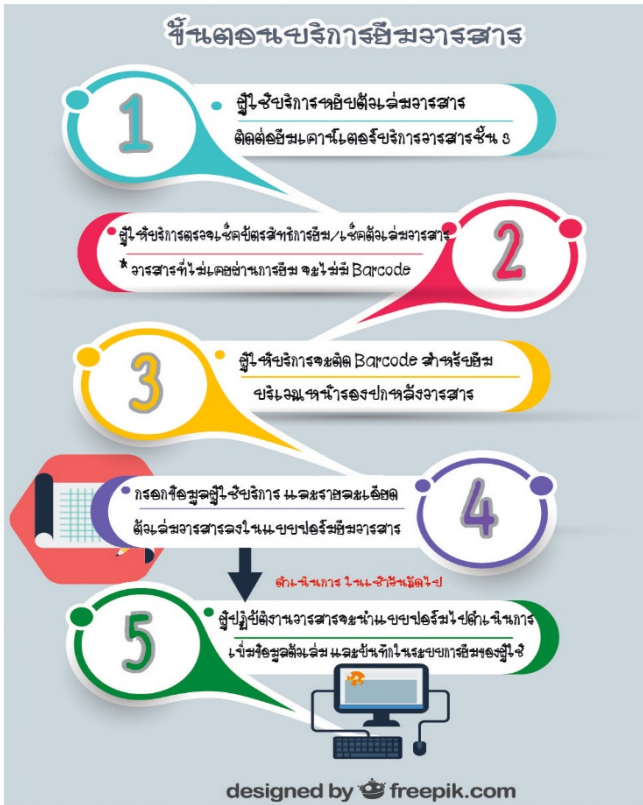 ขั้นตอนบริการยืมวารสาร
1
ผู้ใช้บริการหยิบตัวเล่มวารสาร
ติดต่อยืมเคาน์เตอร์บริการวารสารชั้น 3
2
ผู้ให้บริการตรวจเช็คบัตรสิทธิการยืม/เช็คตัวเล่มวารสาร
* วารสารที่ไม่เคยผ่านการยืม จะไม่มี Barcode
3
ผู้ให้บริการจะติด Barcode สำหรับยืม
บริเวณหน้ารองปกหลังวารสาร
4
กรอกข้อมูลผู้ใช้บริการ และรายละเอียด
ตัวเล่มวารสารลงในแบบฟอร์มยืมวารสาร
ดำเนินการ ในเช้าวันถัดไป
5
ผู้ปฏิบัติงานวารสารจะนำแบบฟอร์มไปดำเนินการ
เพิ่มข้อมูลตัวเล่ม และบันทึกในระบบการยืมของผู้ใช้
designed by freepik.com